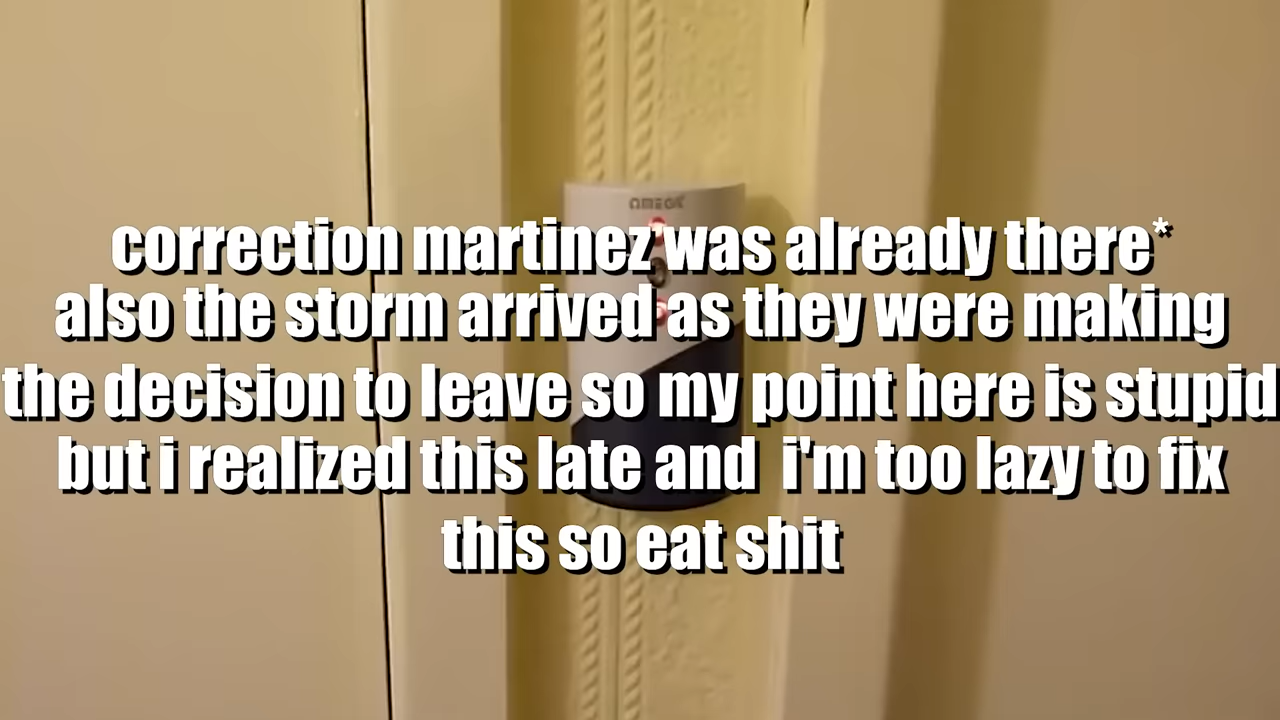 OMEGA
correction martinez was already there*
also the storm arrived as they were making
the decision to leave so my point here is stupid
but i realized this late and i'm too lazy to fix
this so eat shit